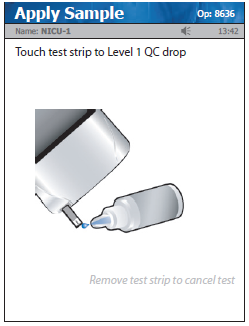 Apply Sample Op: 8636
Name: NICU-1 13:42
Touch test strip to Level 1 QC drop
Remove test strip to cancel test